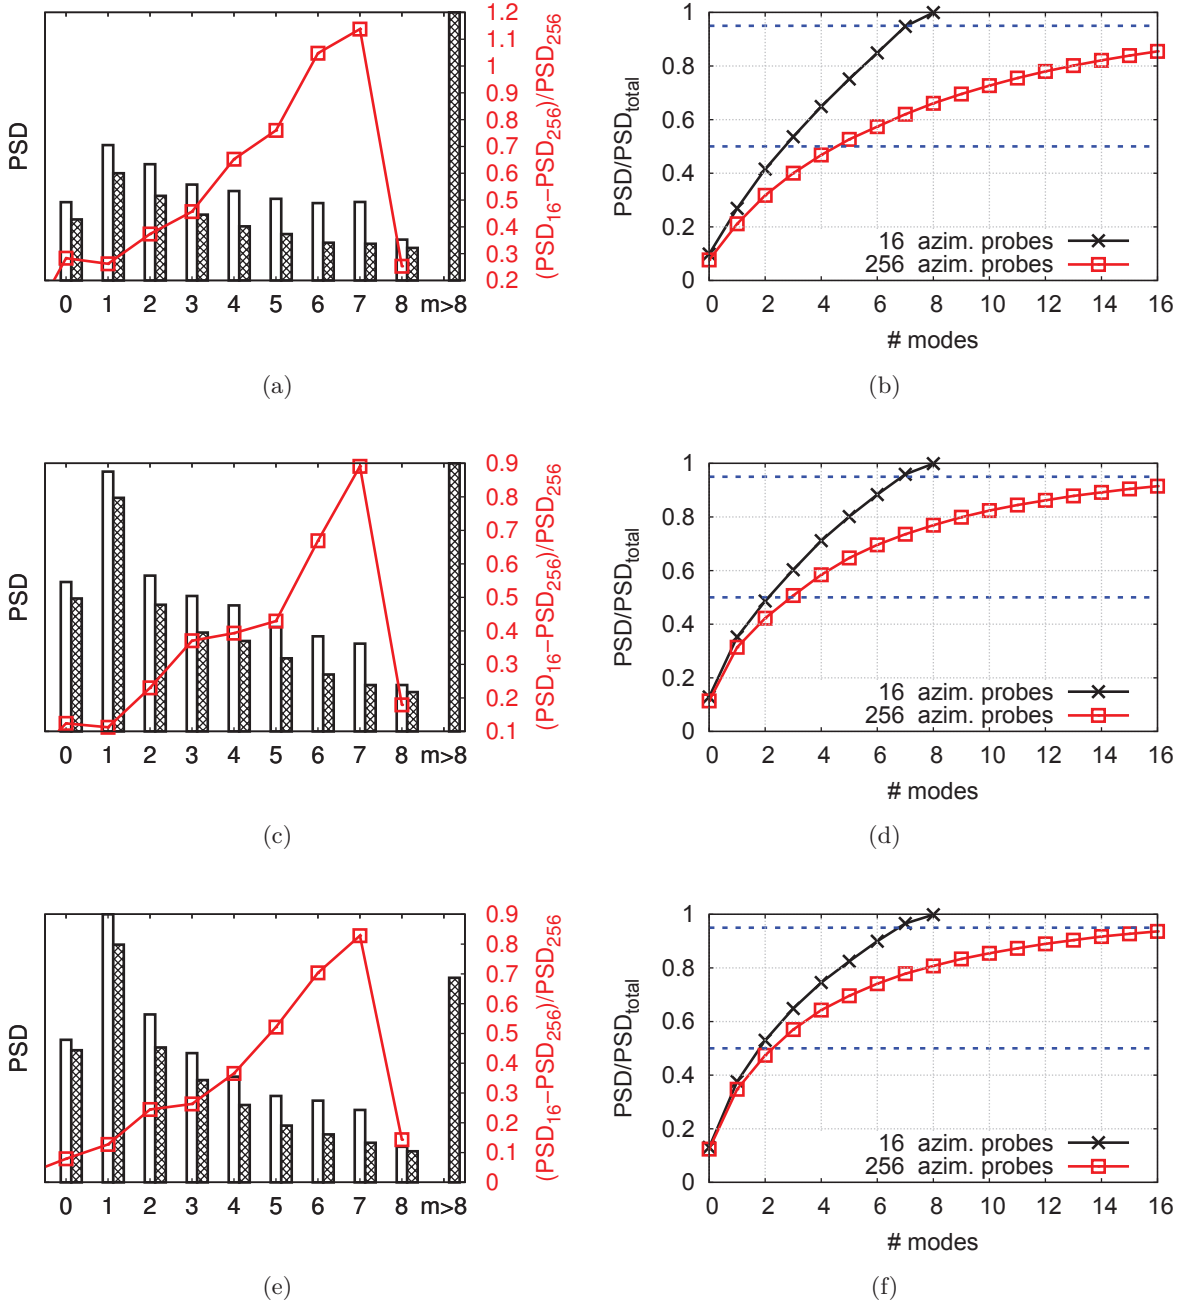 PSD
0 1 2 3 4 5 6 7 8 m>8
1.2
1.1
1
0.9
0.8
0.7
0.6
0.5
0.4
0.3
0.2
(PSD16−PSD256)/PSD256
(a)
PSD/PSDtotal
1
0.8
0.6
0.4
0.2
0
16 azim. probes
256 azim. probes
0 2 4 6 8 10 12 14 16
# modes
(b)
PSD
0 1 2 3 4 5 6 7 8 m>8
0.9
0.8
0.7
0.6
0.5
0.4
0.3
0.2
0.1
(PSD16−PSD256)/PSD256
(c)
PSD/PSDtotal
1
0.8
0.6
0.4
0.2
0
16 azim. probes
256 azim. probes
0 2 4 6 8 10 12 14 16
# modes
(d)
PSD
0 1 2 3 4 5 6 7 8 m>8
0.9
0.8
0.7
0.6
0.5
0.4
0.3
0.2
0.1
0
(PSD16−PSD256)/PSD256
(e)
PSD/PSDtotal
1
0.8
0.6
0.4
0.2
0
16 azim. probes
256 azim. probes
0 2 4 6 8 10 12 14 16
# modes
(f)